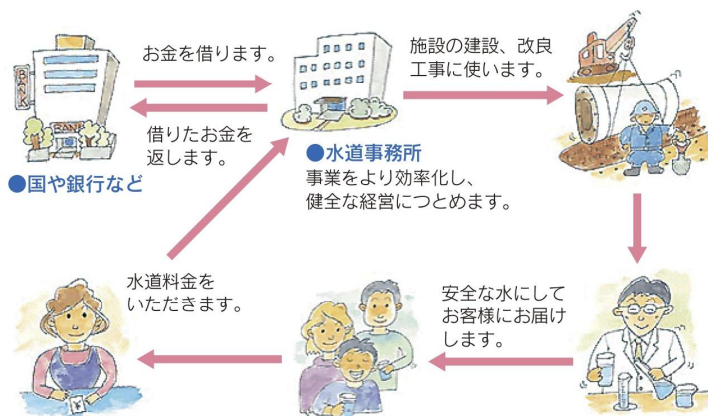 お金を借ります。
BANK
BANK
借りたお金を
返します。
●国や銀行など
●水道事務所
事業をより効率化し、
健全な経営につとめます。
施設の建設、改良
工事に使います。
安全な水にして
お客様にお届け
します。
水道料金を
いただきます。
¥